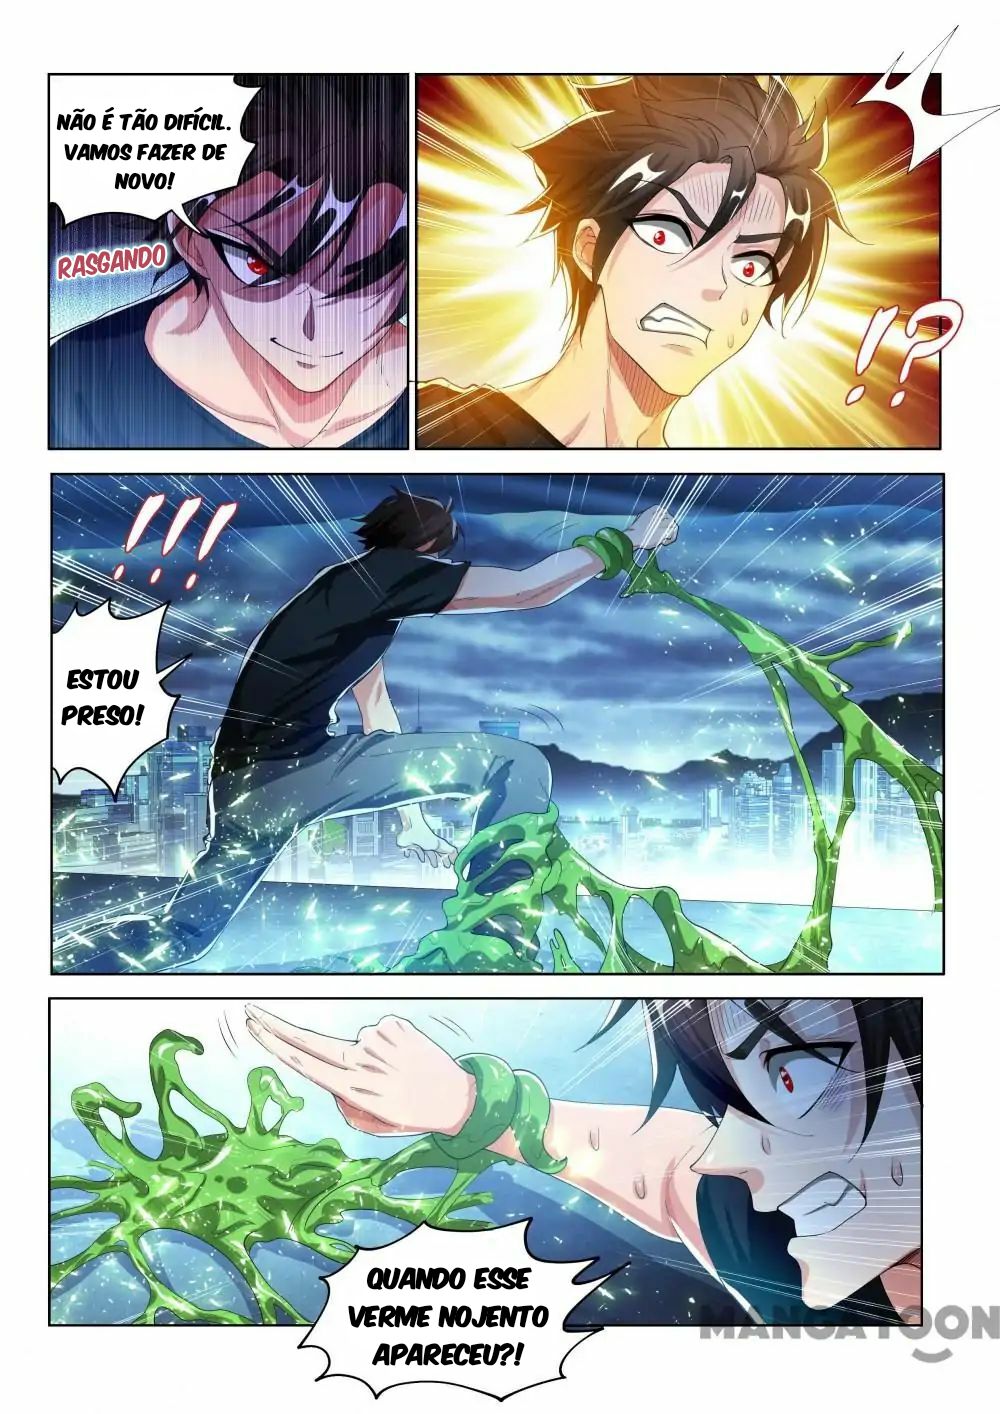 NÃO É TÃO DIFÍCIL.
VAMOS FAZER DE
NOVO!
RASGANDO
!?
!!!
ESTOU
PRESO!
QUANDO ESSE
VERME NOJENTO
APARECEU?!
MANGATOON